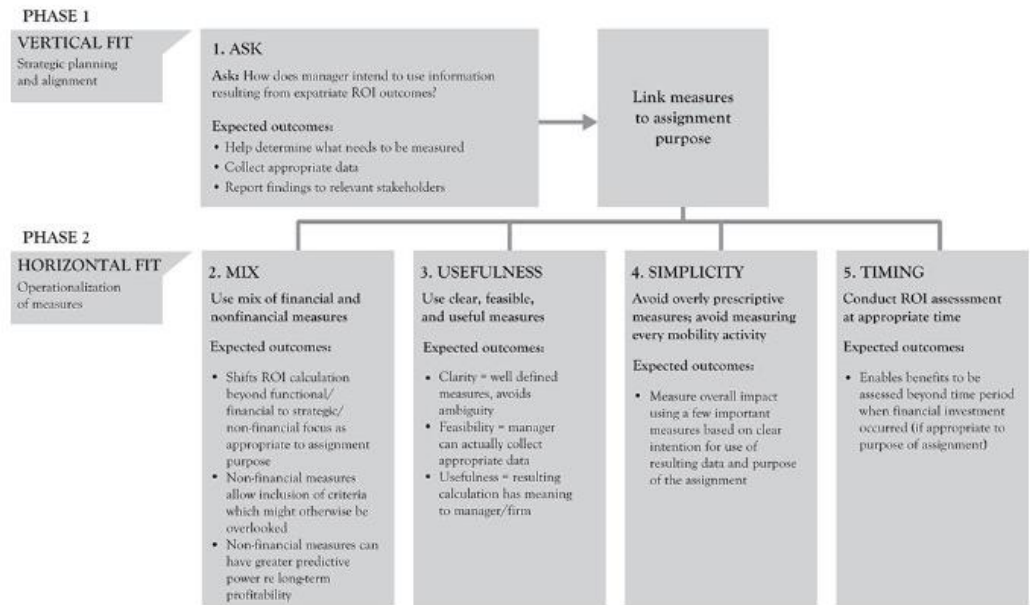 PHASE 1
VERTICAL FIT
Strategic planning
and alignment
1. ASK
Ask: How does manager intend to use information
resulting from expatriate ROI outcomes?
Expected outcomes:
• Help determine what needs to be measured
• Collect appropriate data
• Report findings to relevant stakeholders
Link measures
to assignment
purpose
PHASE 2
HORIZONTAL FIT
Operationalization
of measures
2. MIX
Use mix of financial and
nonfinancial measures
Expected outcomes:
• Shifts ROI calculation
beyond functional/
financial to strategic/
non-financial focus as
appropriate to assignment
purpose
• Non-financial measures
allow inclusion of criteria
which might otherwise be
overlooked
• Non-financial measures can
have greater predictive
power re long-term
profitability
3. USEFULNESS
Use clear, feasible,
and useful measures
Expected outcomes:
• Clarity = well defined
measures, avoids
ambiguity
• Feasibility = manager
can actually collect
appropriate data
• Usefulness = resulting
calculation has meaning
to manager/firm
4. SIMPLICITY
Avoid overly prescriptive
measures; avoid measuring
every mobility activity
Expected outcomes:
• Measure overall impact
using a few important
measures based on clear
intention for use of
resulting data and purpose
of the assignment
5. TIMING
Conduct ROI assessment
at appropriate time
Expected outcomes:
• Enables benefits to be
assessed beyond time period
when financial investment
occurred (if appropriate to
purpose of assignment)